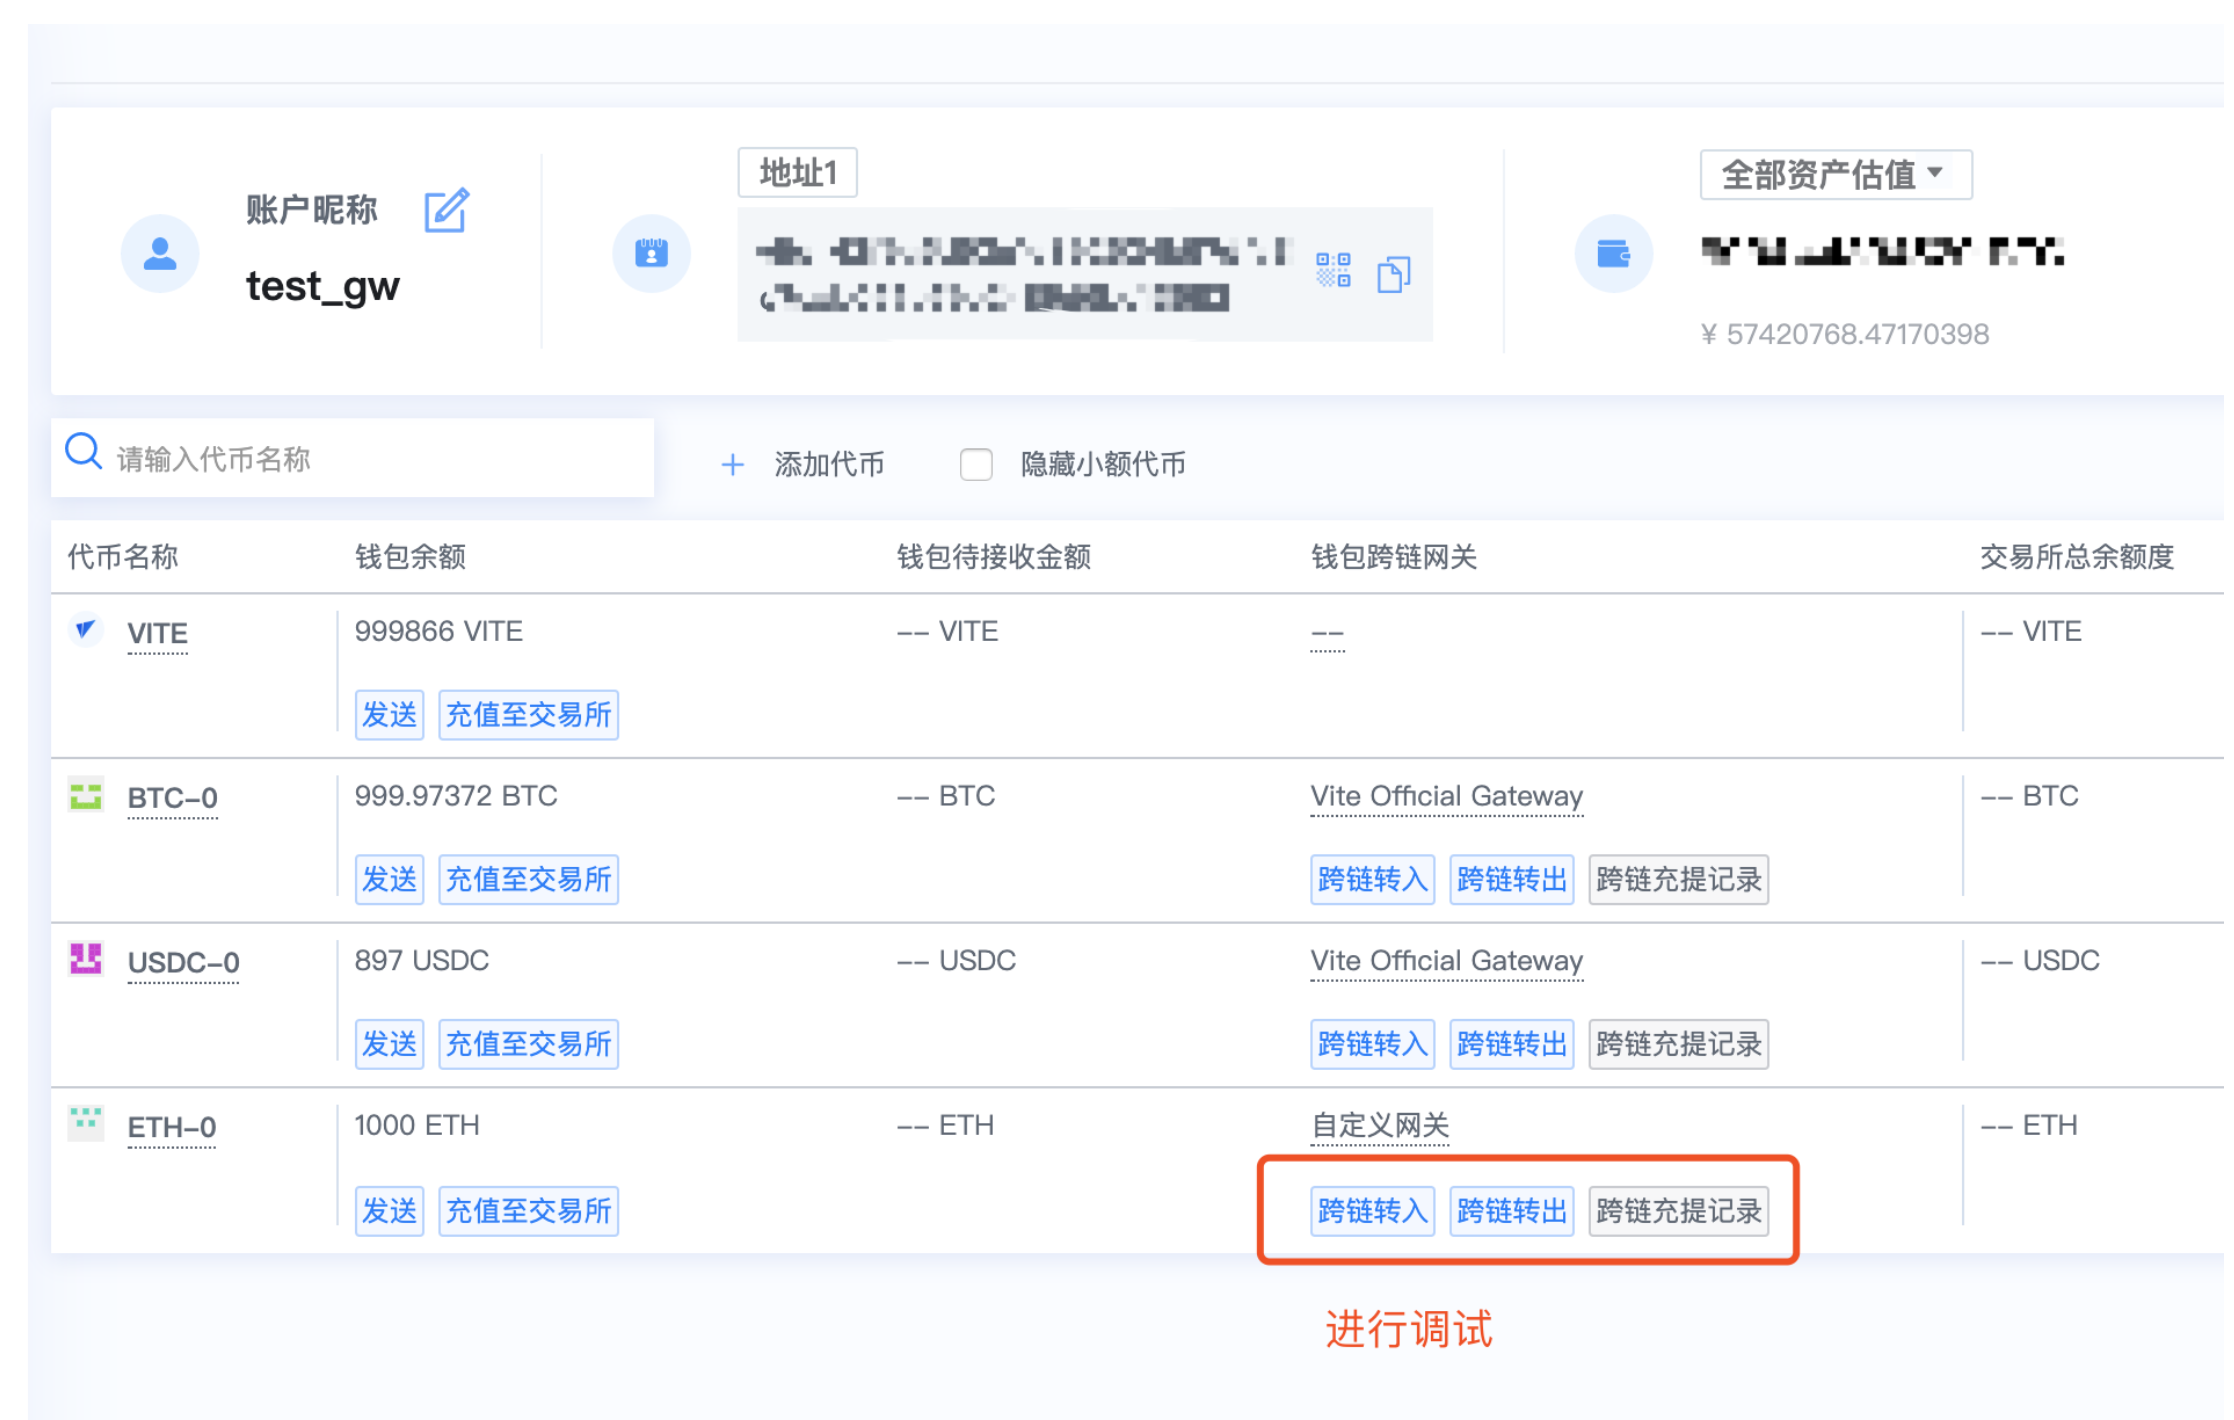 地址1
全部资产估值
账户昵称
test_gw
¥ 57420768.47170398
请输入代币名称
+ 添加代币
隐藏小额代币
代币名称 钱包余额 钱包待接收金额 钱包跨链网关 交易所总余额度
VITE 999866 VITE -- VITE -- -- VITE
发送 充值至交易所
BTC-0 999.97372 BTC -- BTC Vite Official Gateway -- BTC
发送 充值至交易所 跨链转入 跨链转出 跨链充提记录
USDC-0 897 USDC -- USDC Vite Official Gateway -- USDC
发送 充值至交易所 跨链转入 跨链转出 跨链充提记录
ETH-0 1000 ETH -- ETH 自定义网关 -- ETH
发送 充值至交易所 跨链转入 跨链转出 跨链充提记录
进行调试